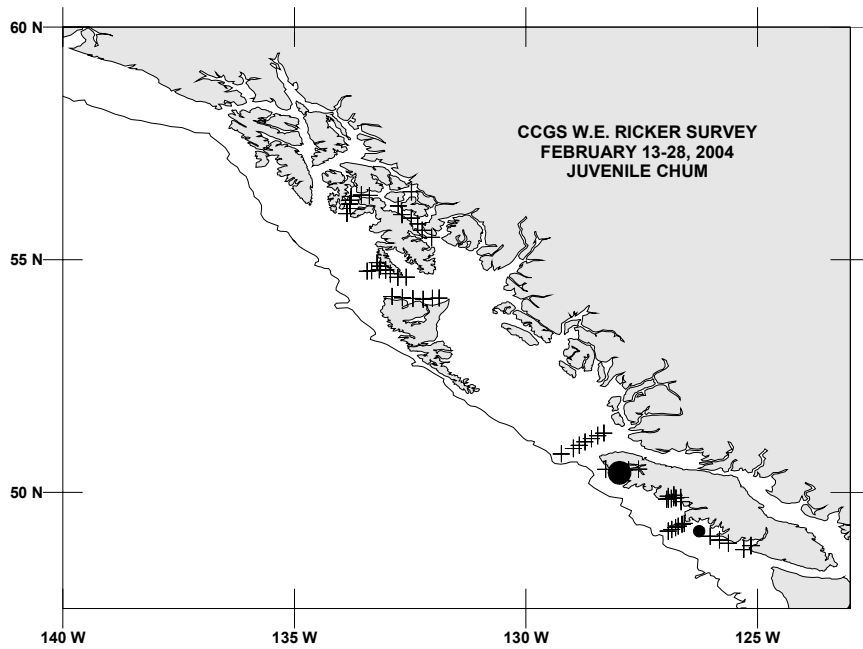 60 N
CCGS W.E. RICKER SURVEY
FEBRUARY 13-28, 2004
JUVENILE CHUM
55 N
50 N
140 W 135 W 130 W 125 W